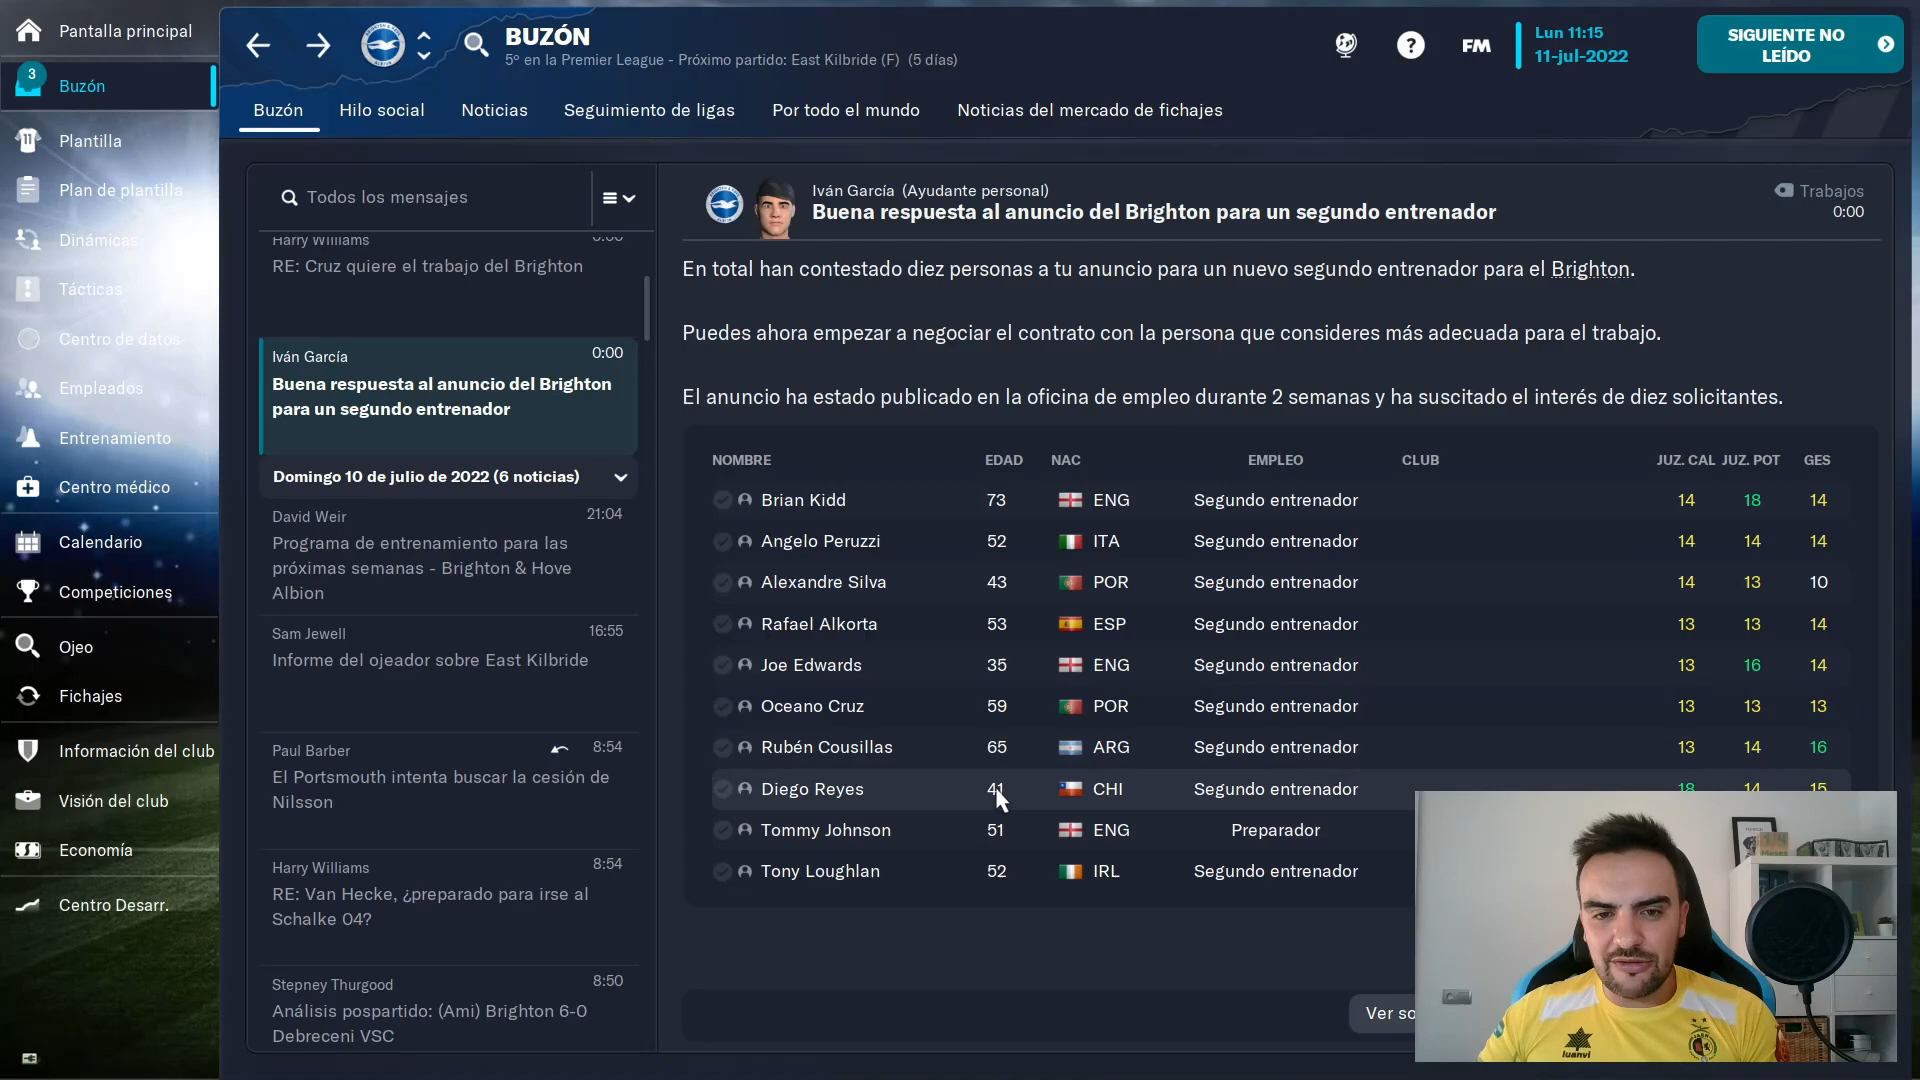 Pantalla principal
3
Buzón
Plantilla
Plan de plantilla
Dinámicas
Tácticas
Centro de datos
Empleados
Entrenamiento
Centro médico
Calendario
Competiciones
Ojeo
Fichajes
Información del club
Visión del club
Economía
Centro Desarr.
BUZÓN
5º en la Premier League - Próximo partido: East Kilbride (F) (5 días)
FM
Lun 11:15
11-jul-2022
SIGUIENTE NO
LEÍDO
Buzón Hilo social Noticias Seguimiento de ligas Por todo el mundo Noticias del mercado de fichajes
Todos los mensajes
Harry Williams 0:00
RE: Cruz quiere el trabajo del Brighton
Iván García 0:00
Buena respuesta al anuncio del Brighton
para un segundo entrenador
Domingo 10 de julio de 2022 (6 noticias)
David Weir 21:04
Programa de entrenamiento para las
próximas semanas - Brighton & Hove
Albion
Sam Jewell 16:55
Informe del ojeador sobre East Kilbride
Paul Barber 8:54
El Portsmouth intenta buscar la cesión de
Nilsson
Harry Williams 8:54
RE: Van Hecke, ¿preparado para irse al
Schalke 04?
Stepney Thurgood 8:50
Análisis pospartido: (Ami) Brighton 6-0
Debreceni VSC
Iván García (Ayudante personal)
Buena respuesta al anuncio del Brighton para un segundo entrenador
Trabajos
0:00
En total han contestado diez personas a tu anuncio para un nuevo segundo entrenador para el Brighton.
Puedes ahora empezar a negociar el contrato con la persona que consideres más adecuada para el trabajo.
El anuncio ha estado publicado en la oficina de empleo durante 2 semanas y ha suscitado el interés de diez solicitantes.
NOMBRE EDAD NAC EMPLEO CLUB JUZ. CAL JUZ. POT GES
Brian Kidd 73 ENG Segundo entrenador 14 18 14
Angelo Peruzzi 52 ITA Segundo entrenador 14 14 14
Alexandre Silva 43 POR Segundo entrenador 14 13 10
Rafael Alkorta 53 ESP Segundo entrenador 13 13 14
Joe Edwards 35 ENG Segundo entrenador 13 16 14
Oceano Cruz 59 POR Segundo entrenador 13 13 13
Rubén Cousillas 65 ARG Segundo entrenador 13 14 16
Diego Reyes 41 CHI Segundo entrenador 18 14 15
Tommy Johnson 51 ENG Preparador
Tony Loughlan 52 IRL Segundo entrenador
Ver so
luanvi